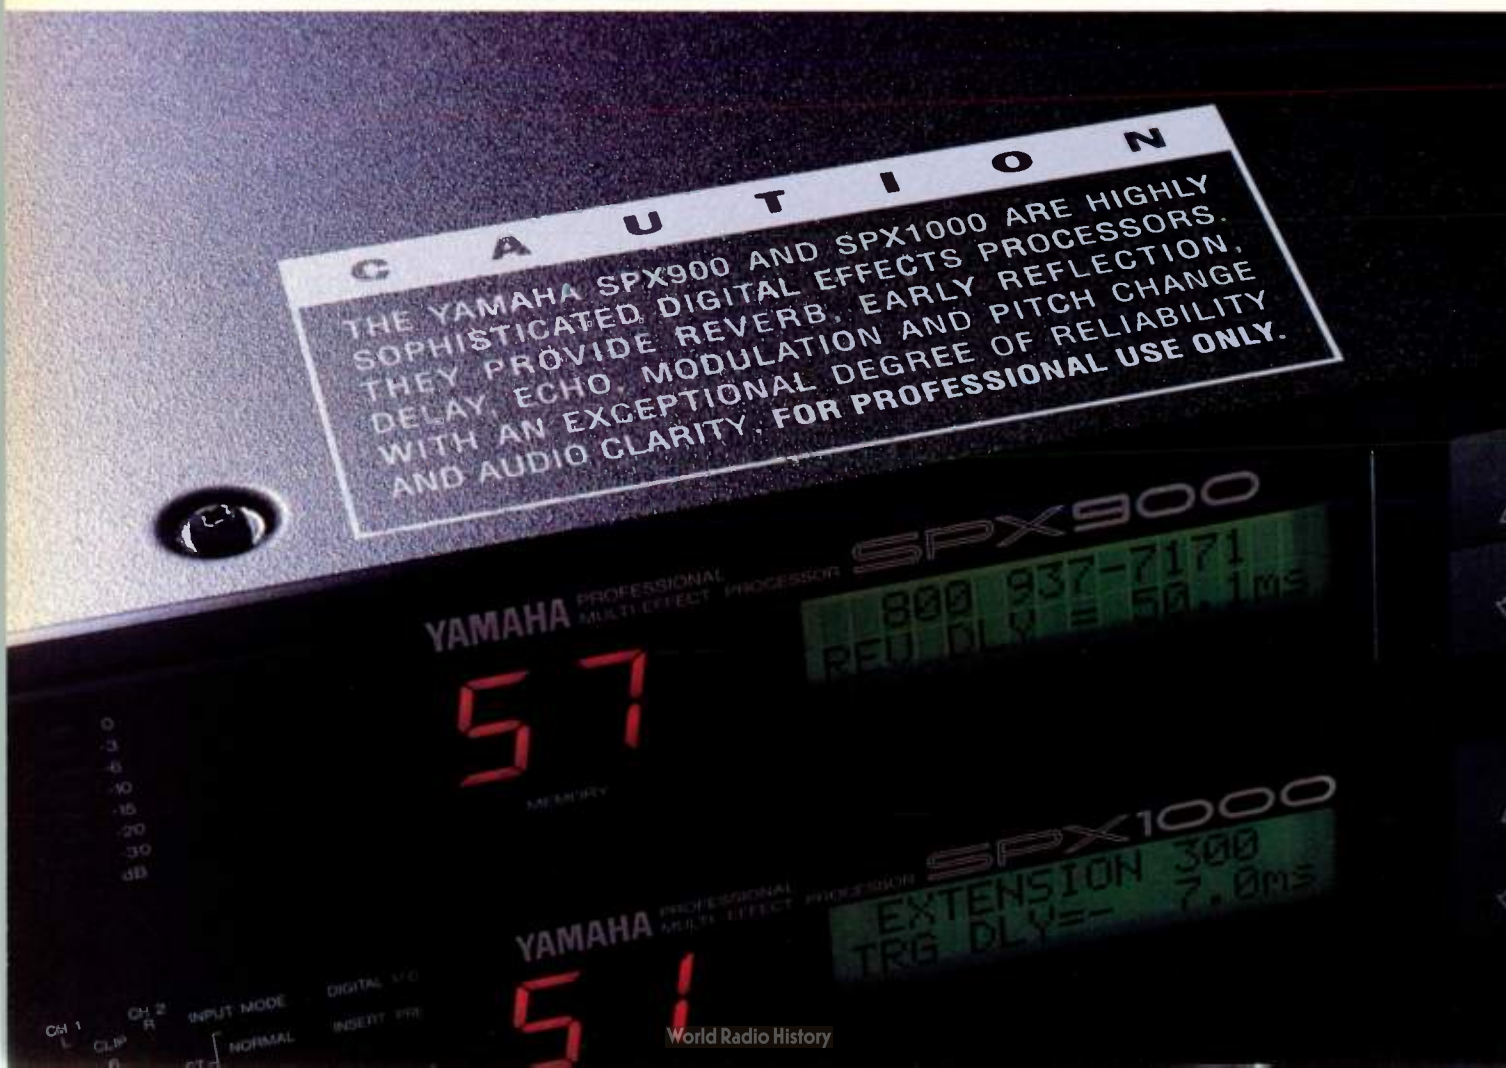 CAUTION
THE YAMAHA SPX900 AND SPX1000 ARE HIGHLY
SOPHISTICATED DIGITAL EFFECTS PROCESSORS.
THEY PROVIDE REVERB, EARLY REFLECTION,
DELAY, ECHO, MODULATION AND PITCH CHANGE
WITH AN EXCEPTIONAL DEGREE OF RELIABILITY
AND AUDIO CLARITY. FOR PROFESSIONAL USE ONLY.
YAMAHA PROFESSIONAL
MULTI-EFFECT PROCESSOR SPX900
800 937-7171
REV DLY = 50.1ms
57
MEMORY
0
-3
-6
-10
-15
-20
-30
dB
YAMAHA PROFESSIONAL
MULTI-EFFECT PROCESSOR SPX1000
EXTENSION 300
TRG. DLY=- 7.0ms
51
CH 1 CH 2 INPUT MODE DIGITAL
L R NORMAL INSERT
CLIP
World Radio History